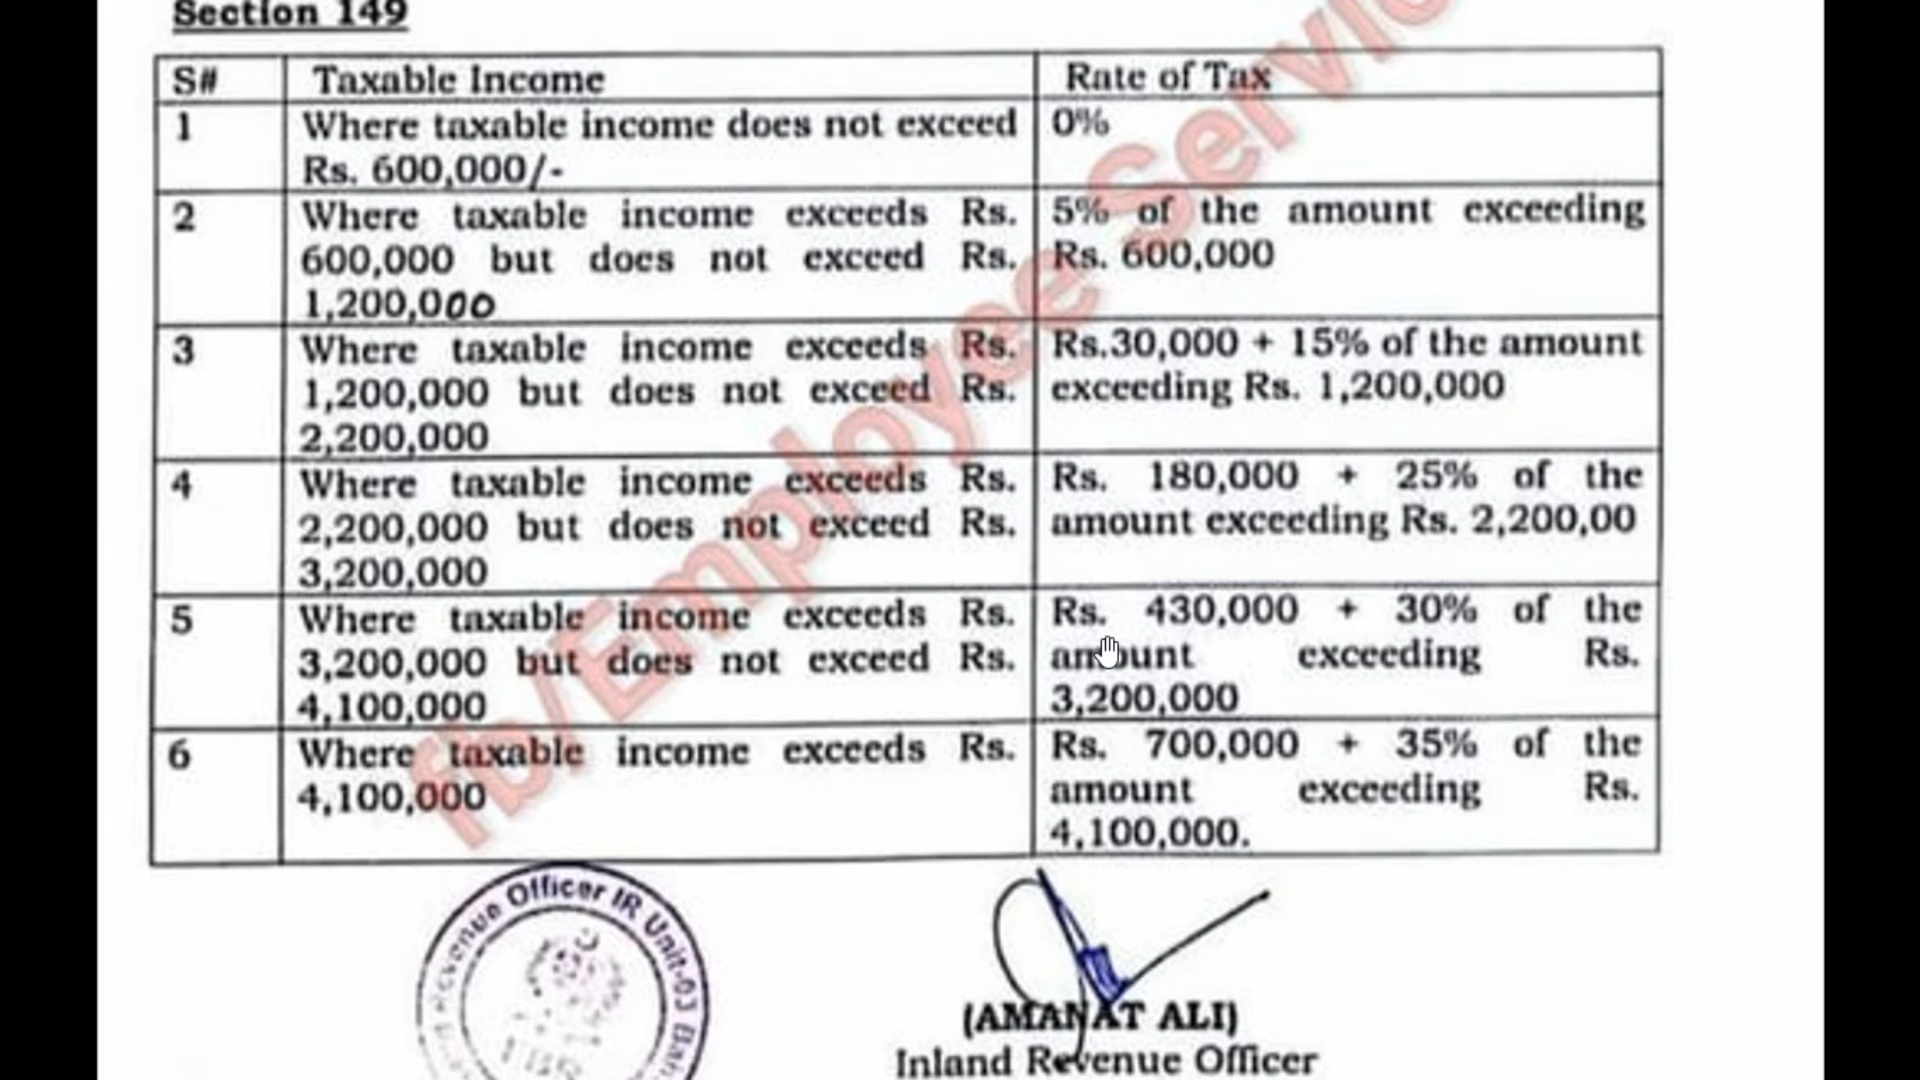 Section 149
S# Taxable Income Rate of Tax
1 Where taxable income does not exceed 0%
Rs. 600,000/-
2 Where taxable income exceeds Rs. 5% of the amount exceeding
600,000 but does not exceed Rs. Rs. 600,000
1,200,000
3 Where taxable income exceeds Rs. Rs.30,000 + 15% of the amount
1,200,000 but does not exceed Rs. exceeding Rs. 1,200,000
2,200,000
4 Where taxable income exceeds Rs. Rs. 180,000 + 25% of the
2,200,000 but does not exceed Rs. amount exceeding Rs. 2,200,00
3,200,000
5 Where taxable income exceeds Rs. Rs. 430,000 + 30% of the
3,200,000 but does not exceed Rs. amount exceeding Rs.
4,100,000 3,200,000
6 Where taxable income exceeds Rs. Rs. 700,000 + 35% of the
4,100,000 amount exceeding Rs.
4,100,000.
fb/Employee Servic
Revenue Officer IR Unit-03
(AMANAT ALI)
Inland Revenue Officer